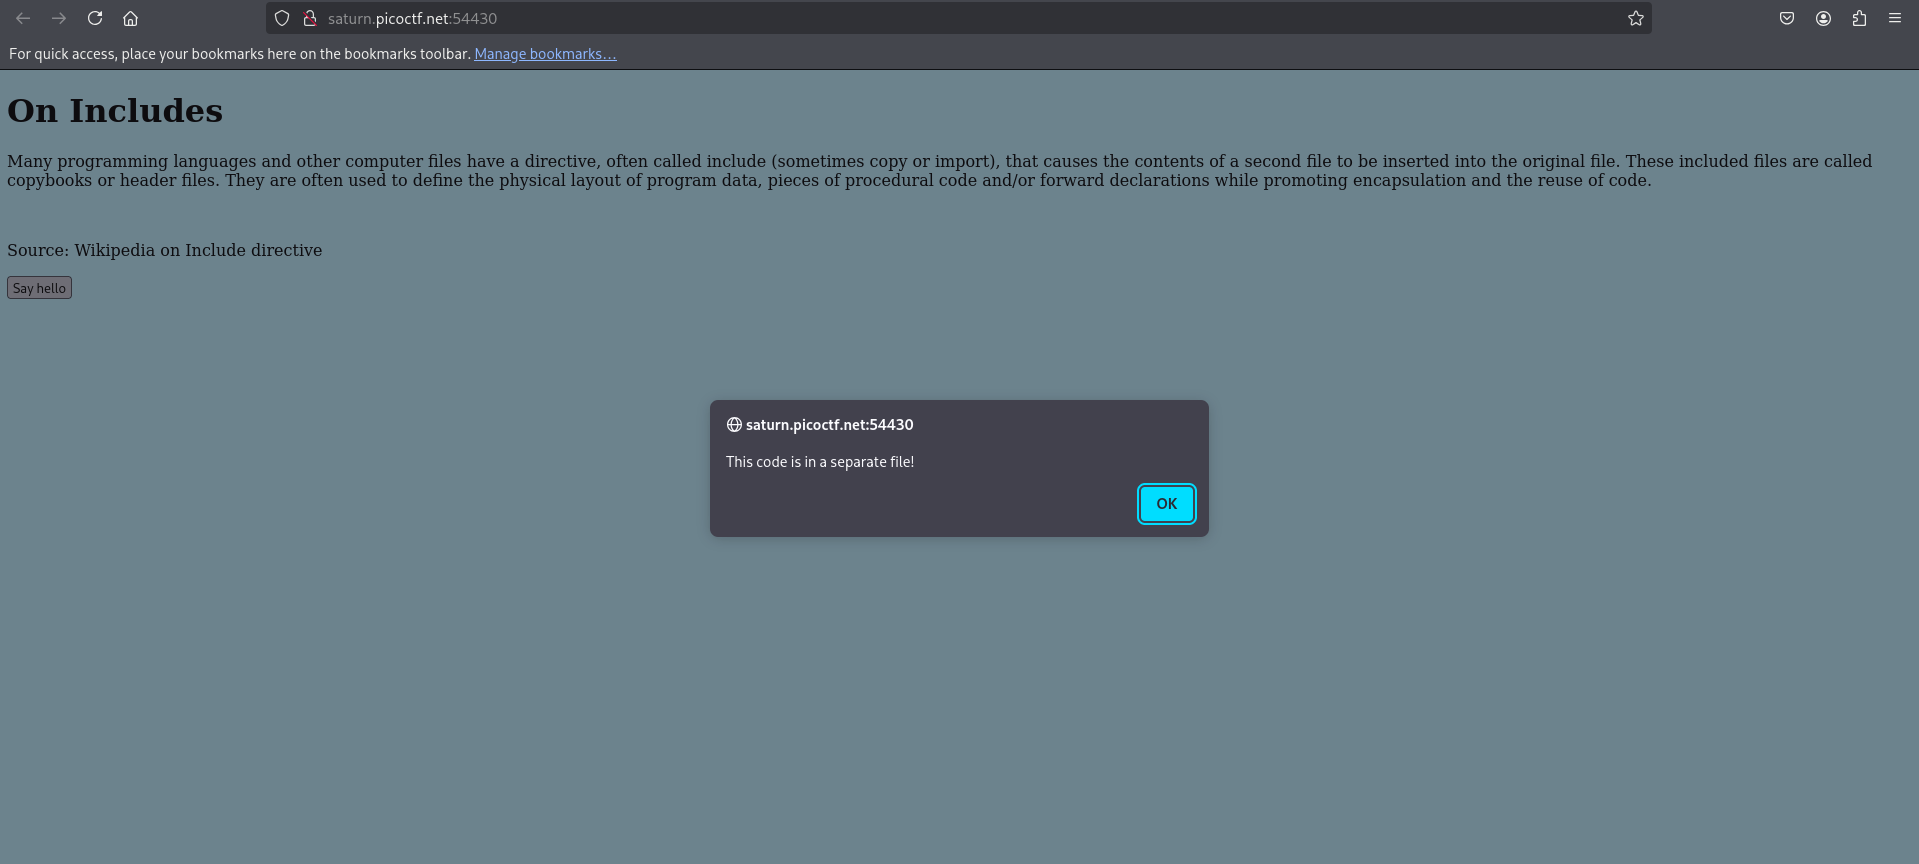 saturn.picoctf.net:54430
For quick access, place your bookmarks here on the bookmarks toolbar. Manage bookmarks...
On Includes
Many programming languages and other computer files have a directive, often called include (sometimes copy or import), that causes the contents of a second file to be inserted into the original file. These included files are called
copybooks or header files. They are often used to define the physical layout of program data, pieces of procedural code and/or forward declarations while promoting encapsulation and the reuse of code.
Source: Wikipedia on Include directive
Say hello
saturn.picoctf.net:54430
This code is in a separate file!
OK